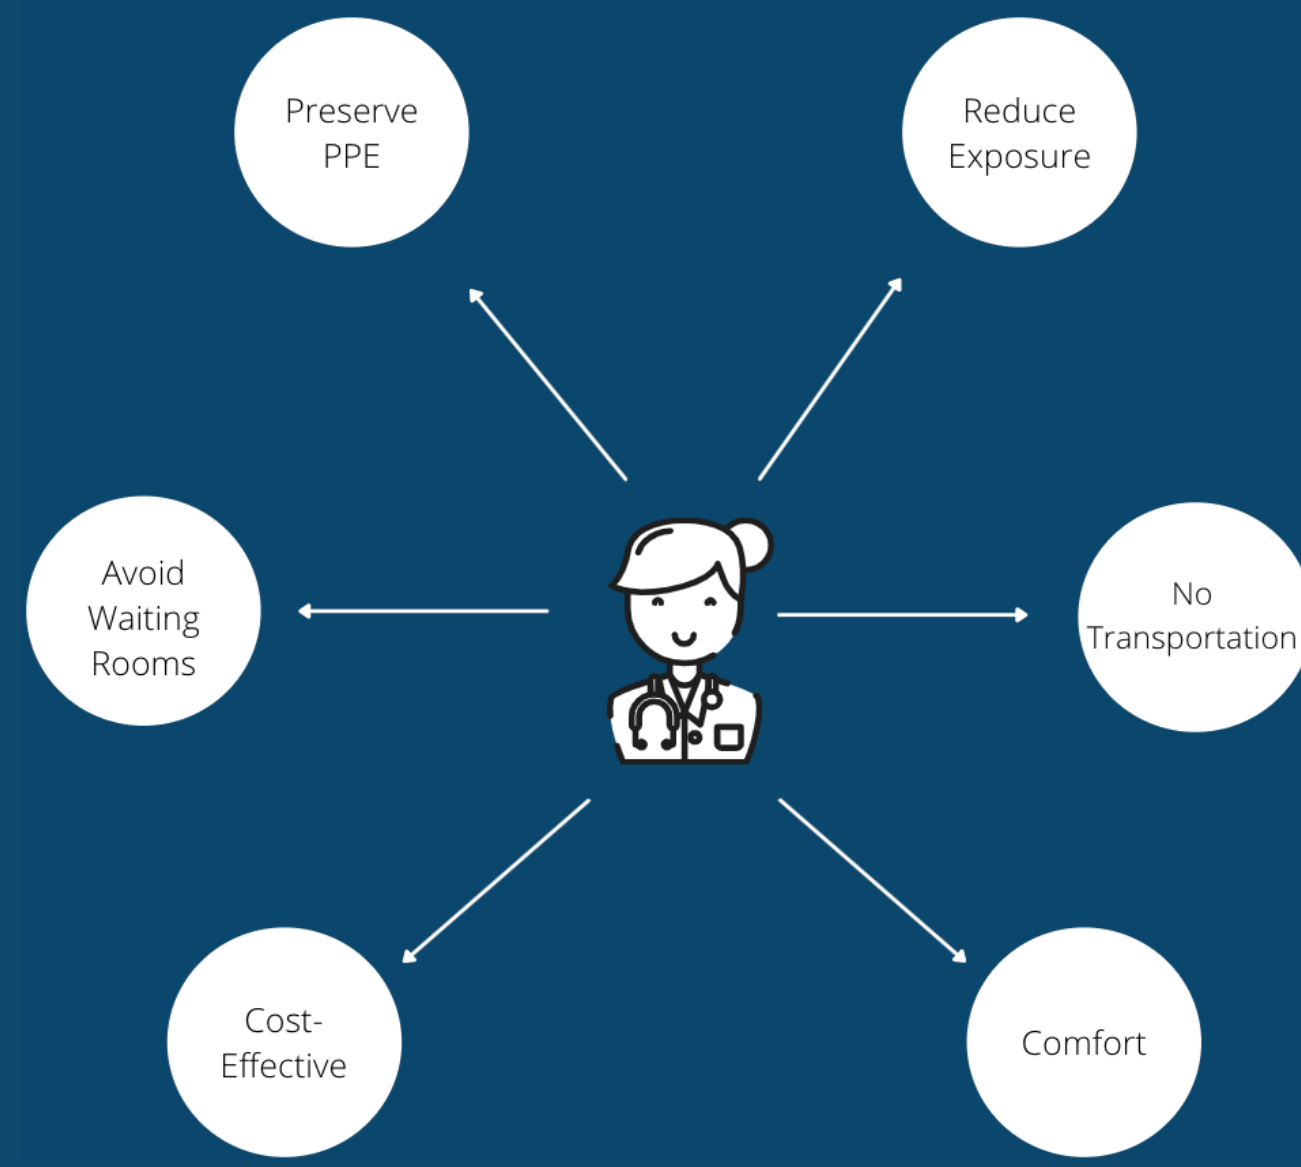 Preserve
PPE
Reduce
Exposure
Avoid
Waiting
Rooms
No
Transportation
Cost-
Effective
Comfort